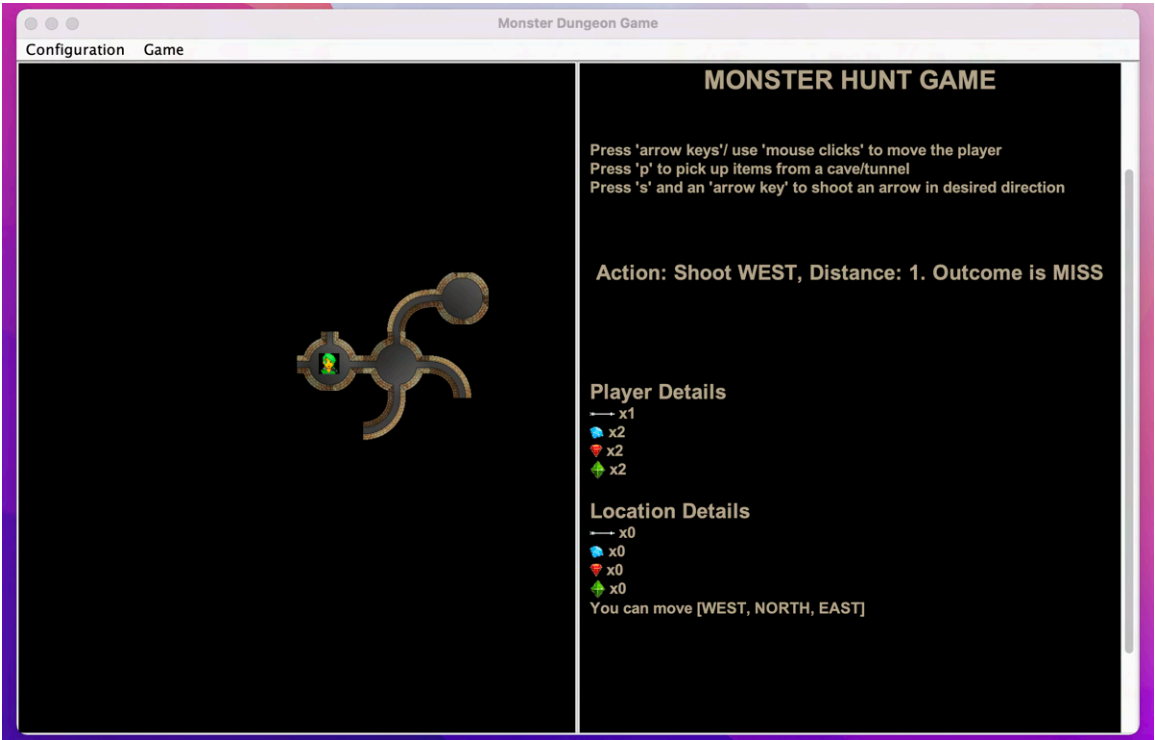 Monster Dungeon Game
Configuration Game
MONSTER HUNT GAME
Press 'arrow keys'/ use 'mouse clicks' to move the player
Press 'p' to pick up items from a cave/tunnel
Press 's' and an 'arrow key' to shoot an arrow in desired direction
Action: Shoot WEST, Distance: 1. Outcome is MISS
Player Details
x1
x2
x2
x2
Location Details
x0
x0
x0
x0
You can move [WEST, NORTH, EAST]